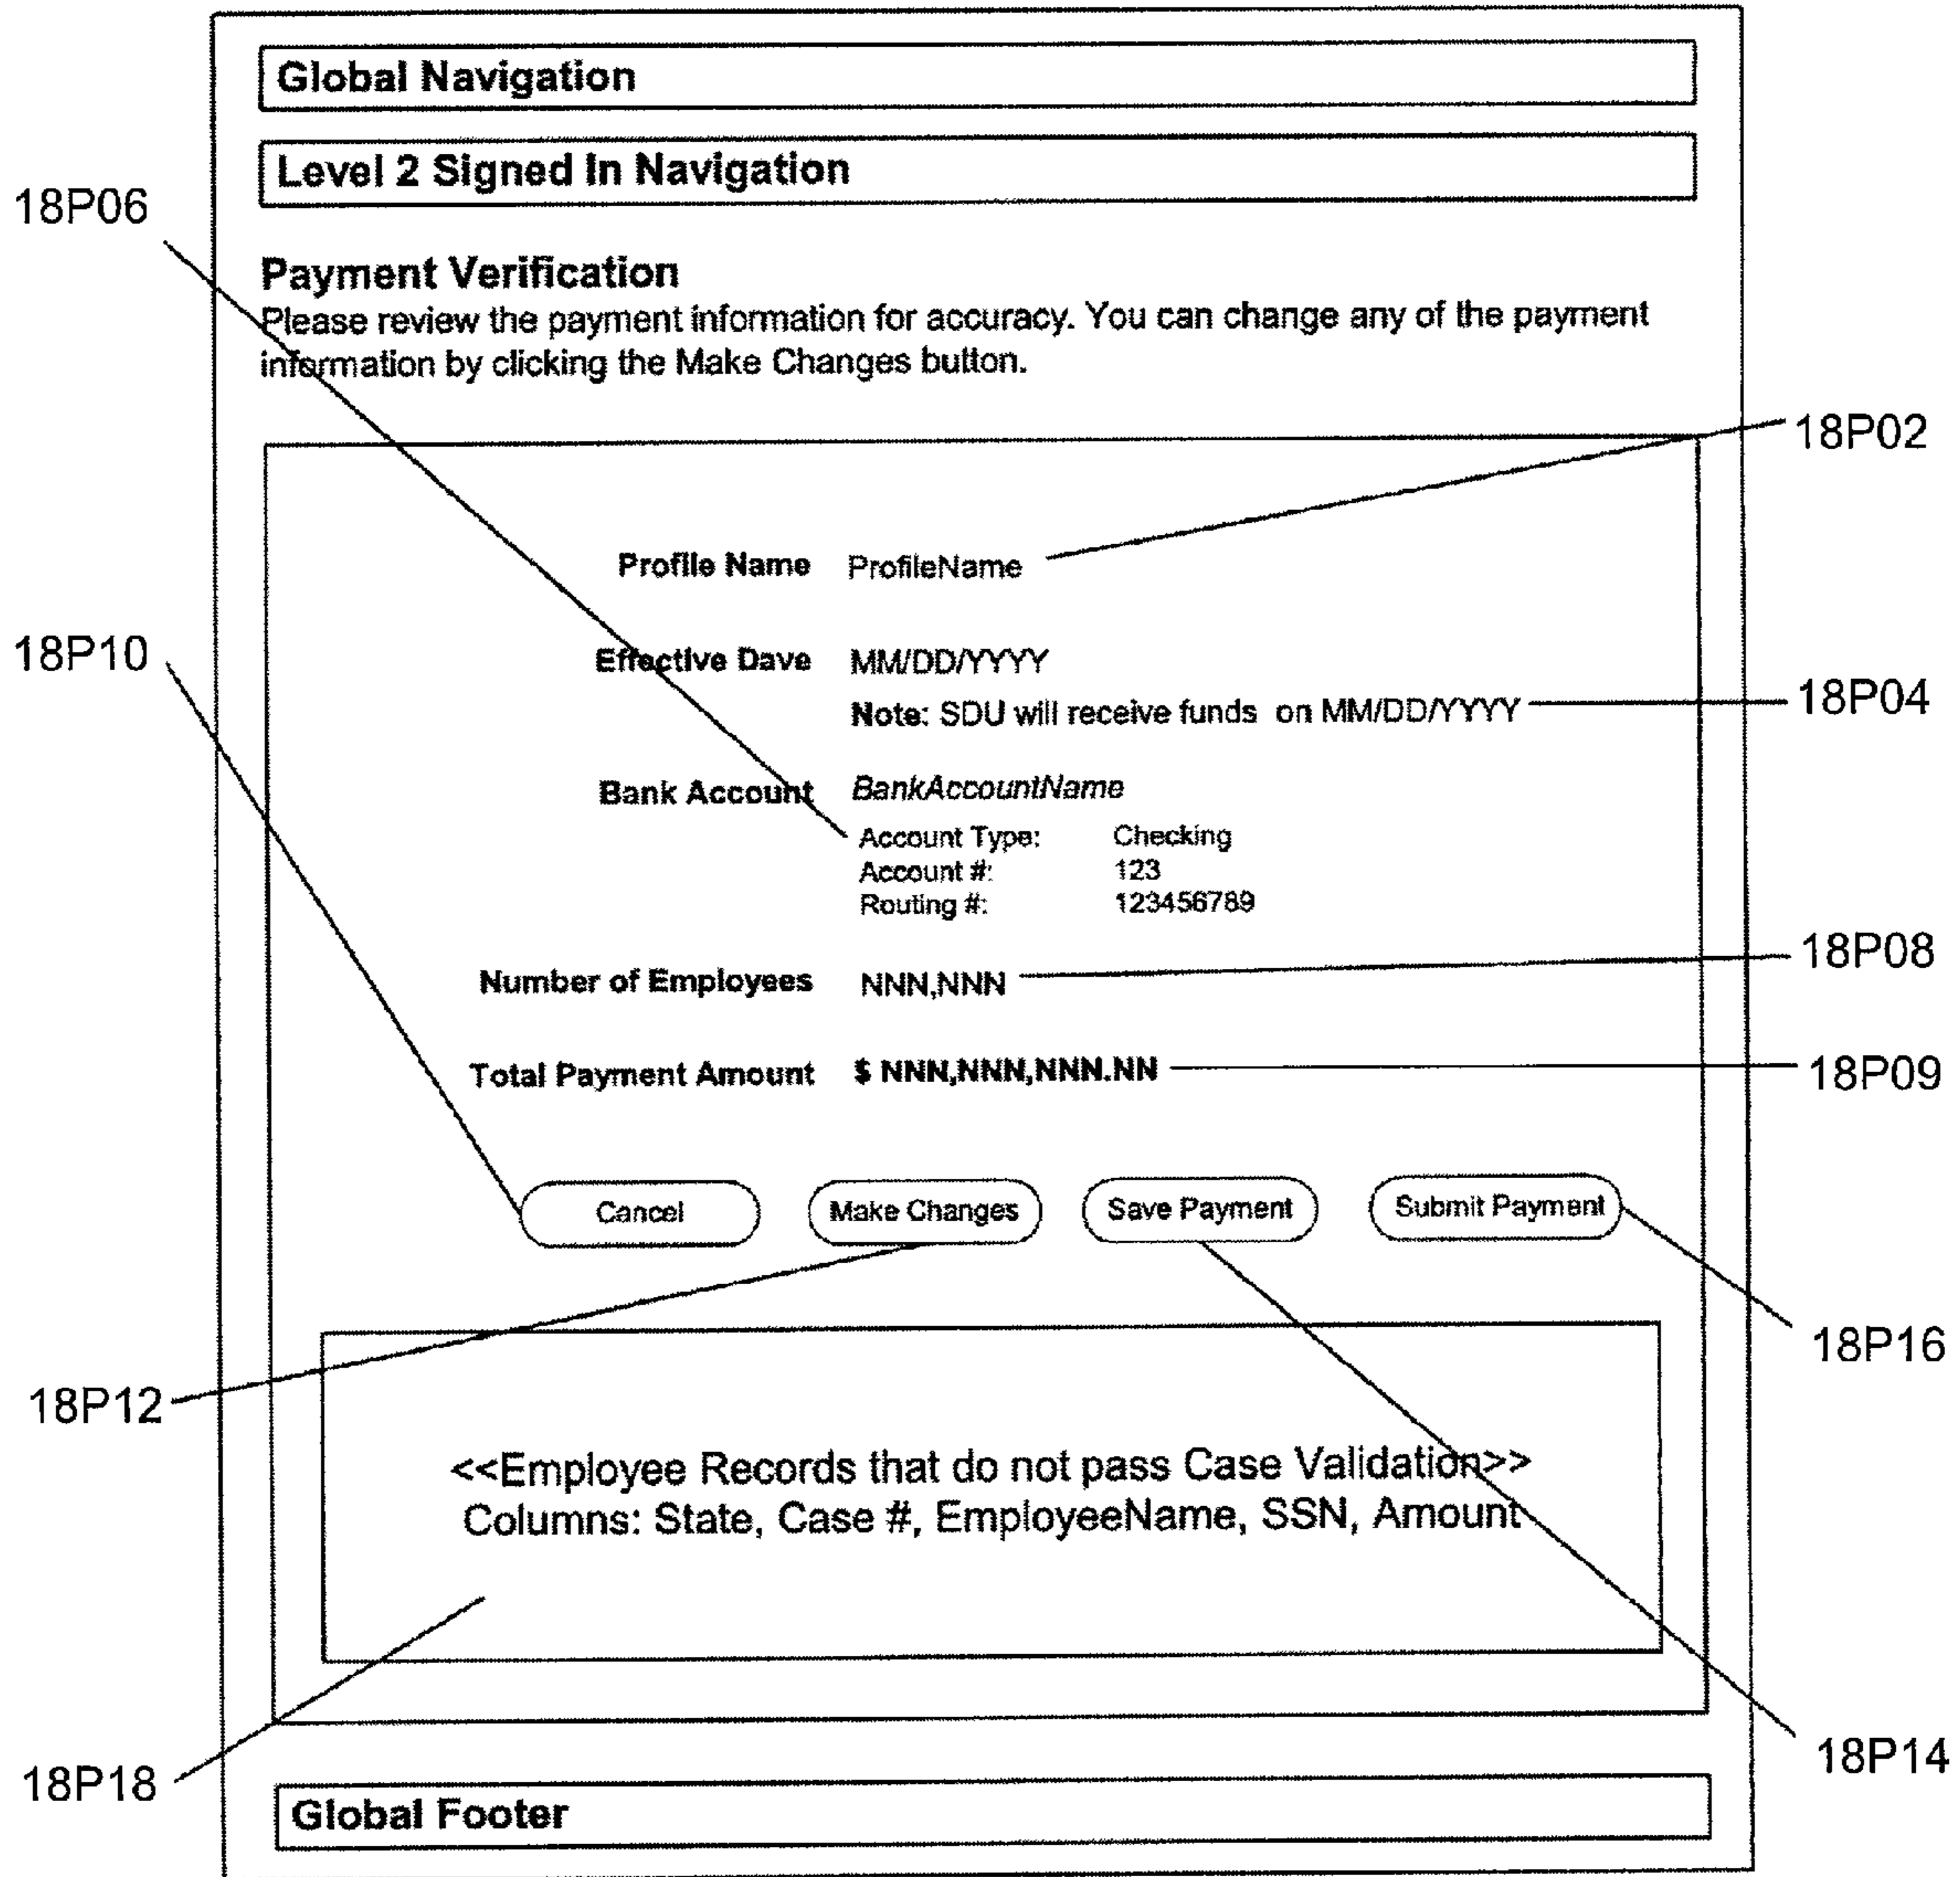 Global Navigation
Level 2 Signed In Navigation
18P06
Payment Verification
Please review the payment information for accuracy. You can change any of the payment
information by clicking the Make Changes button.
18P02
Profile Name ProfileName
18P10
Effective Dave MM/DD/YYYY
Note: SDU will receive funds on MM/DD/YYYY
18P04
Bank Account BankAccountName
Account Type: Checking
Account #: 123
Routing #: 123456789
18P08
Number of Employees NNN,NNN
Total Payment Amount $ NNN,NNN,NNN.NN
18P09
Cancel Make Changes Save Payment Submit Payment
18P16
18P12
<<Employee Records that do not pass Case Validation>>
Columns: State, Case #, EmployeeName, SSN, Amount
18P14
18P18
Global Footer